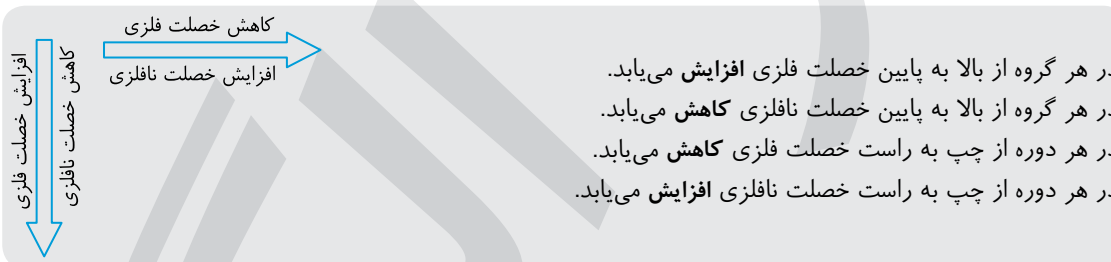 در هر گروه از بالا به پایین خصلت فلزی افزایش می‌یابد.
در هر گروه از بالا به پایین خصلت نافلزی کاهش می‌یابد.
در هر دوره از چپ به راست خصلت فلزی کاهش می‌یابد.
در هر دوره از چپ به راست خصلت نافلزی افزایش می‌یابد.
کاهش خصلت فلزی
افزایش خصلت نافلزی
کاهش خصلت نافلزی
افزایش خصلت فلزی